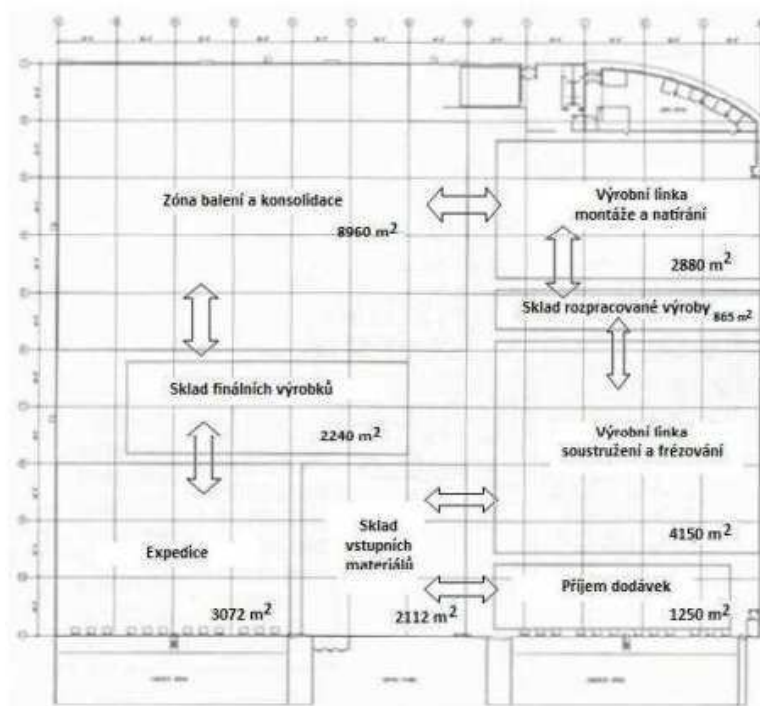 Zóna balení a konsolidace
8960 m²
Výrobní linka
montáže a natírání
2880 m²
Sklad rozpracované výroby
865 m²
Sklad finálních výrobků
2240 m²
Výrobní linka
soustružení a frézování
4150 m²
Expedice
3072 m²
Sklad
vstupních
materiálů
2112 m²
Příjem dodávek
1250 m²